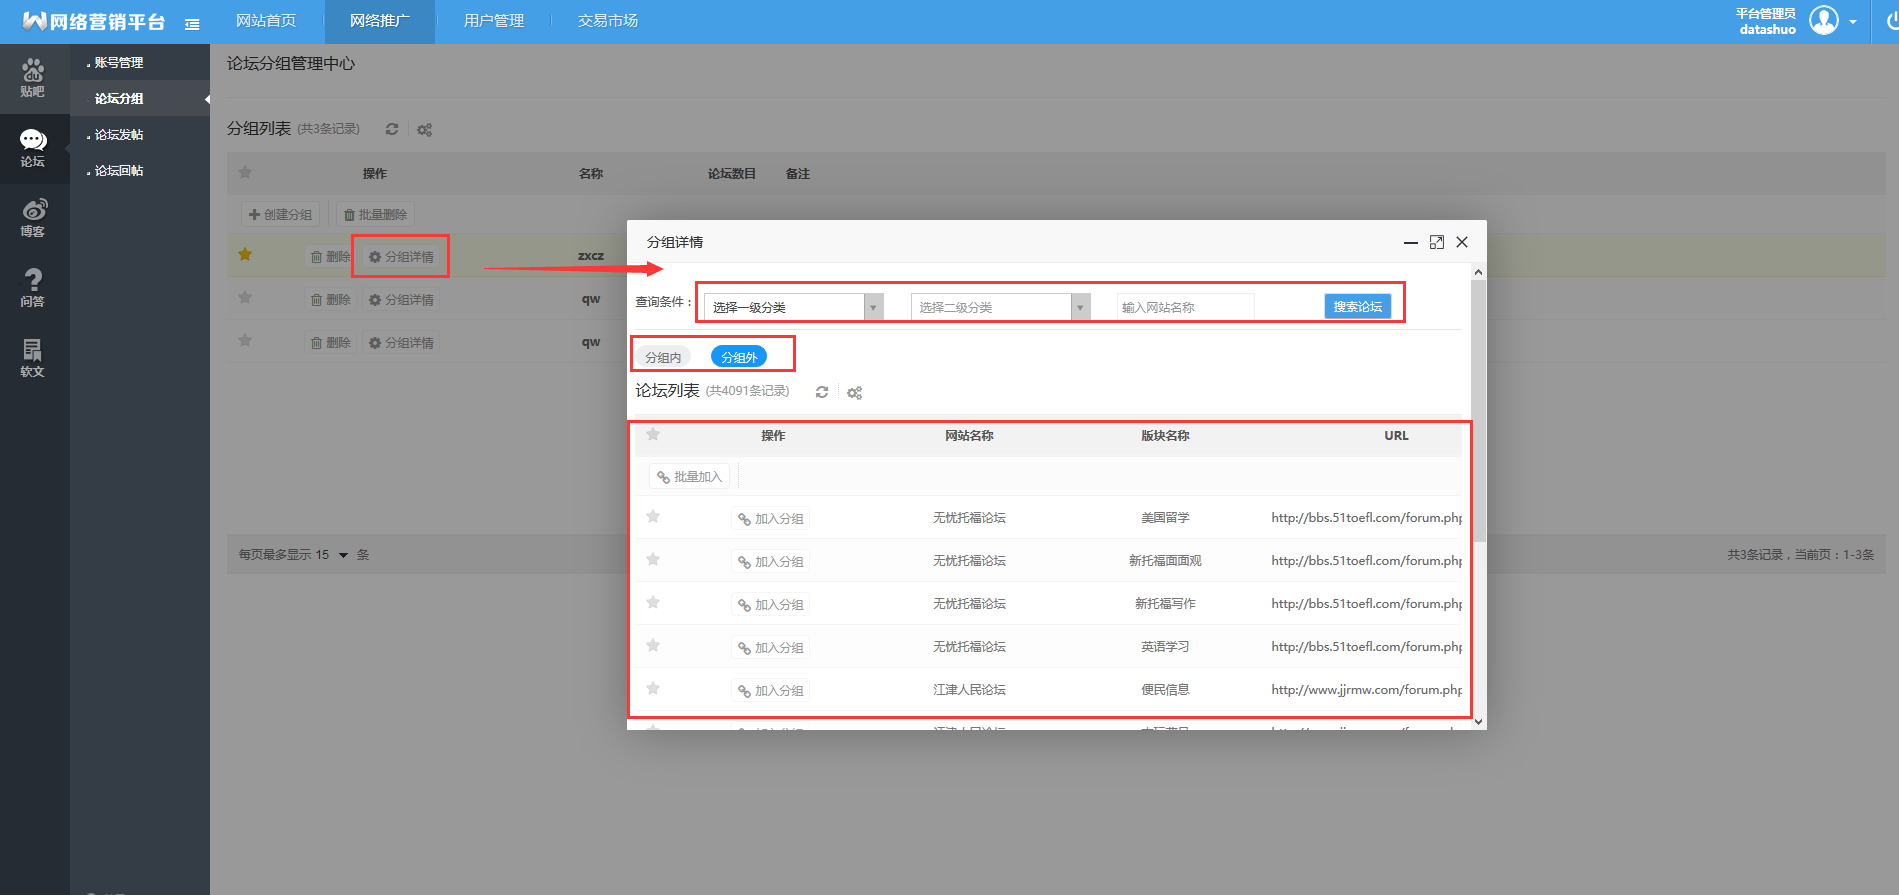 网络营销平台
网站首页
网络推广
用户管理
交易市场
平台管理员
datashuo
贴吧
论坛
博客
问答
软文
账号管理
论坛分组
论坛发帖
论坛回帖
论坛分组管理中心
分组列表 (共3条记录)
操作 名称 论坛数目 备注
创建分组 批量删除
删除 分组详情 zxcz
删除 分组详情 qw
删除 分组详情 qw
每页最多显示 15 条
共3条记录，当前页：1-3条
分组详情
查询条件： 选择一级分类 选择二级分类 输入网站名称 搜索论坛
分组内 分组外
论坛列表 (共4091条记录)
操作 网站名称 版块名称 URL
批量加入
加入分组 无忧托福论坛 美国留学 http://bbs.51toefl.com/forum.php
加入分组 无忧托福论坛 新托福面面观 http://bbs.51toefl.com/forum.php
加入分组 无忧托福论坛 新托福写作 http://bbs.51toefl.com/forum.php
加入分组 无忧托福论坛 英语学习 http://bbs.51toefl.com/forum.php
加入分组 江津人民论坛 便民信息 http://www.jjrmw.com/forum.php